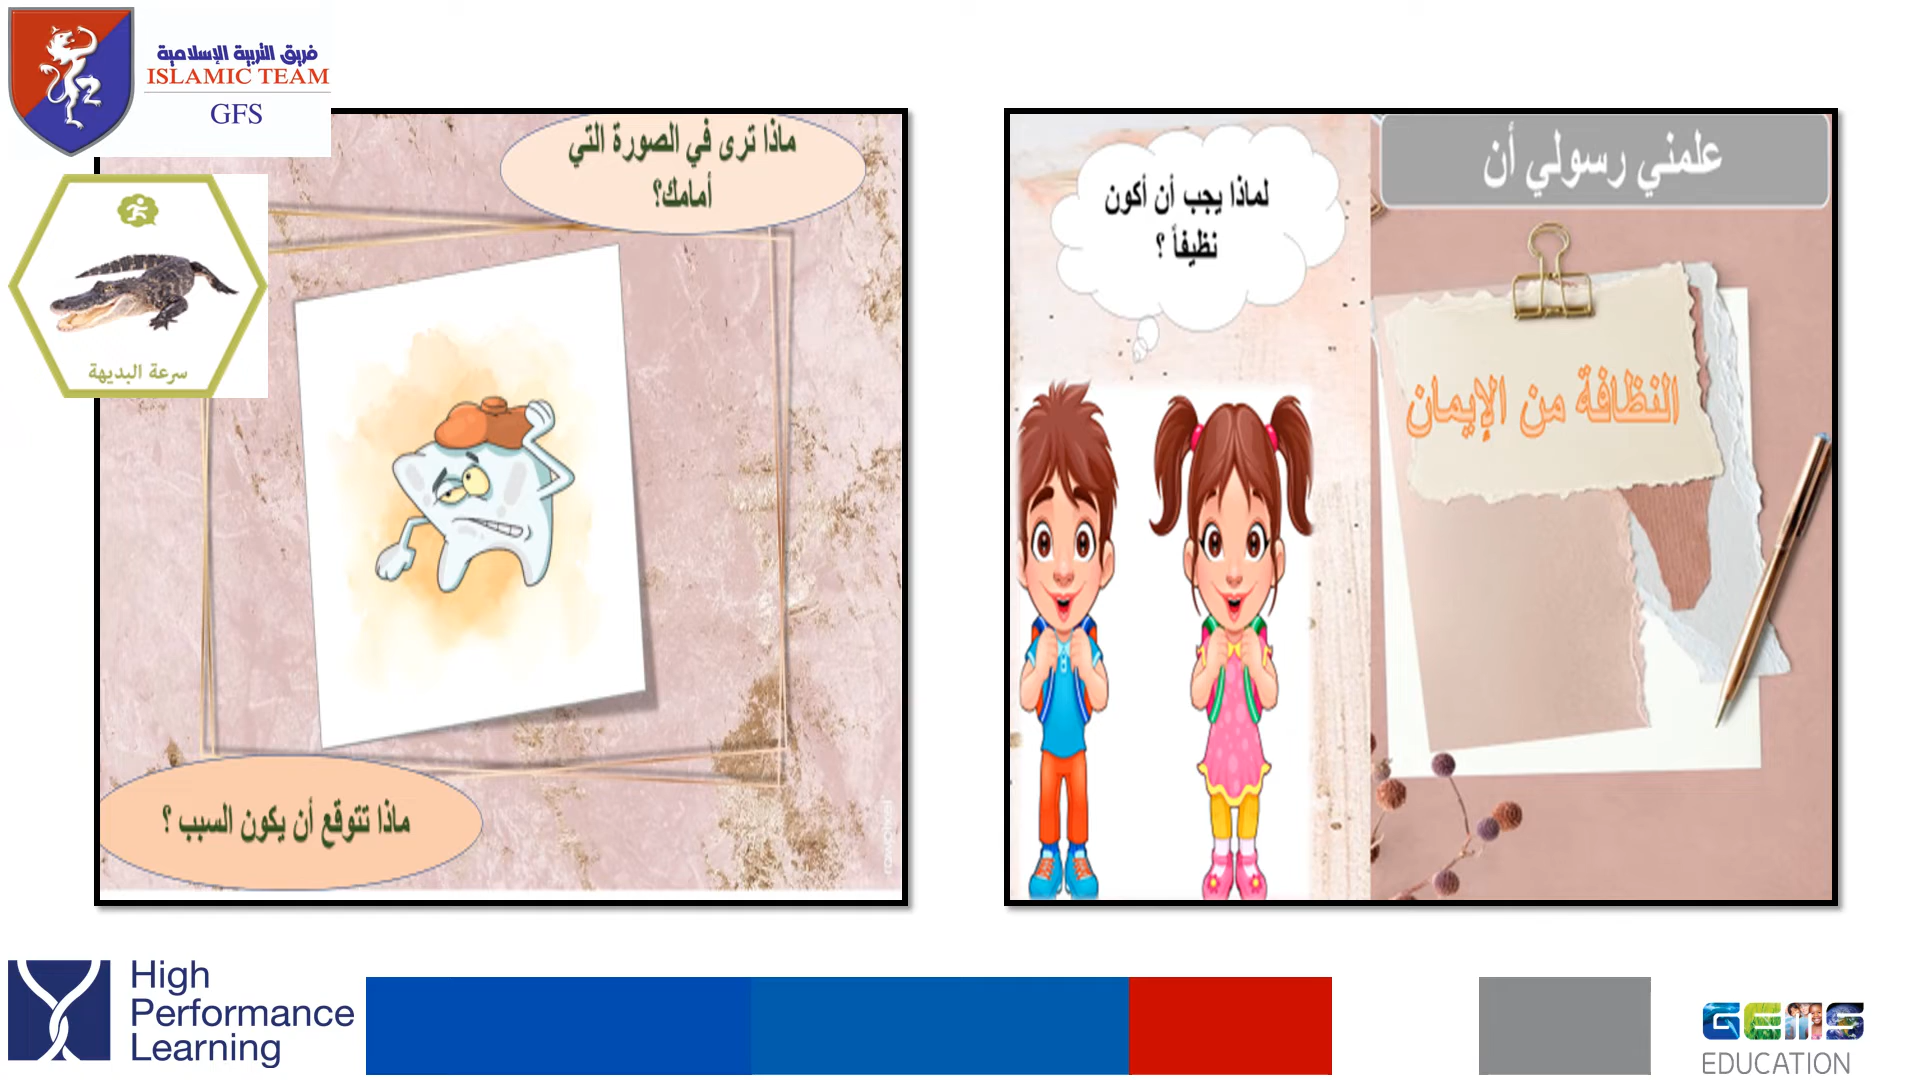 فريق التربية الإسلامية
ISLAMIC TEAM
GFS
سرعة البديهة
علمني رسولي أن
النظافة من الإيمان
لماذا يجب أن أكون
نظيفاً ؟
ماذا ترى في الصورة التي
أمامك؟
ماذا تتوقع أن يكون السبب ؟
High
Performance
Learning
GEMS
EDUCATION